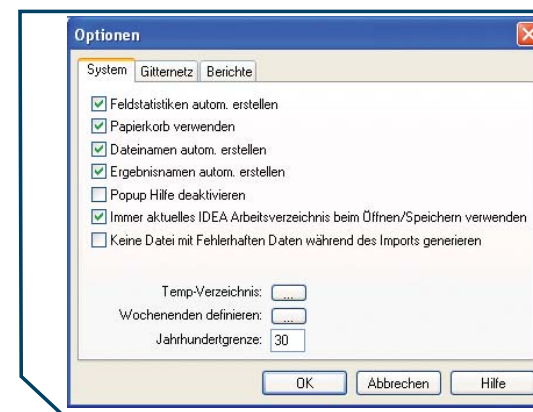 Optionen
System Gitternetz Berichte
Feldstatistiken autom. erstellen
Papierkorb verwenden
Dateinamen autom. erstellen
Ergebnisnamen autom. erstellen
Popup Hilfe deaktivieren
Immer aktuelles IDEA Arbeitsverzeichnis beim Öffnen/Speichern verwenden
Keine Datei mit Fehlerhaften Daten während des Imports generieren
Temp-Verzeichnis: ...
Wochenenden definieren: ...
Jahrhundertgrenze: 30
OK Abbrechen Hilfe